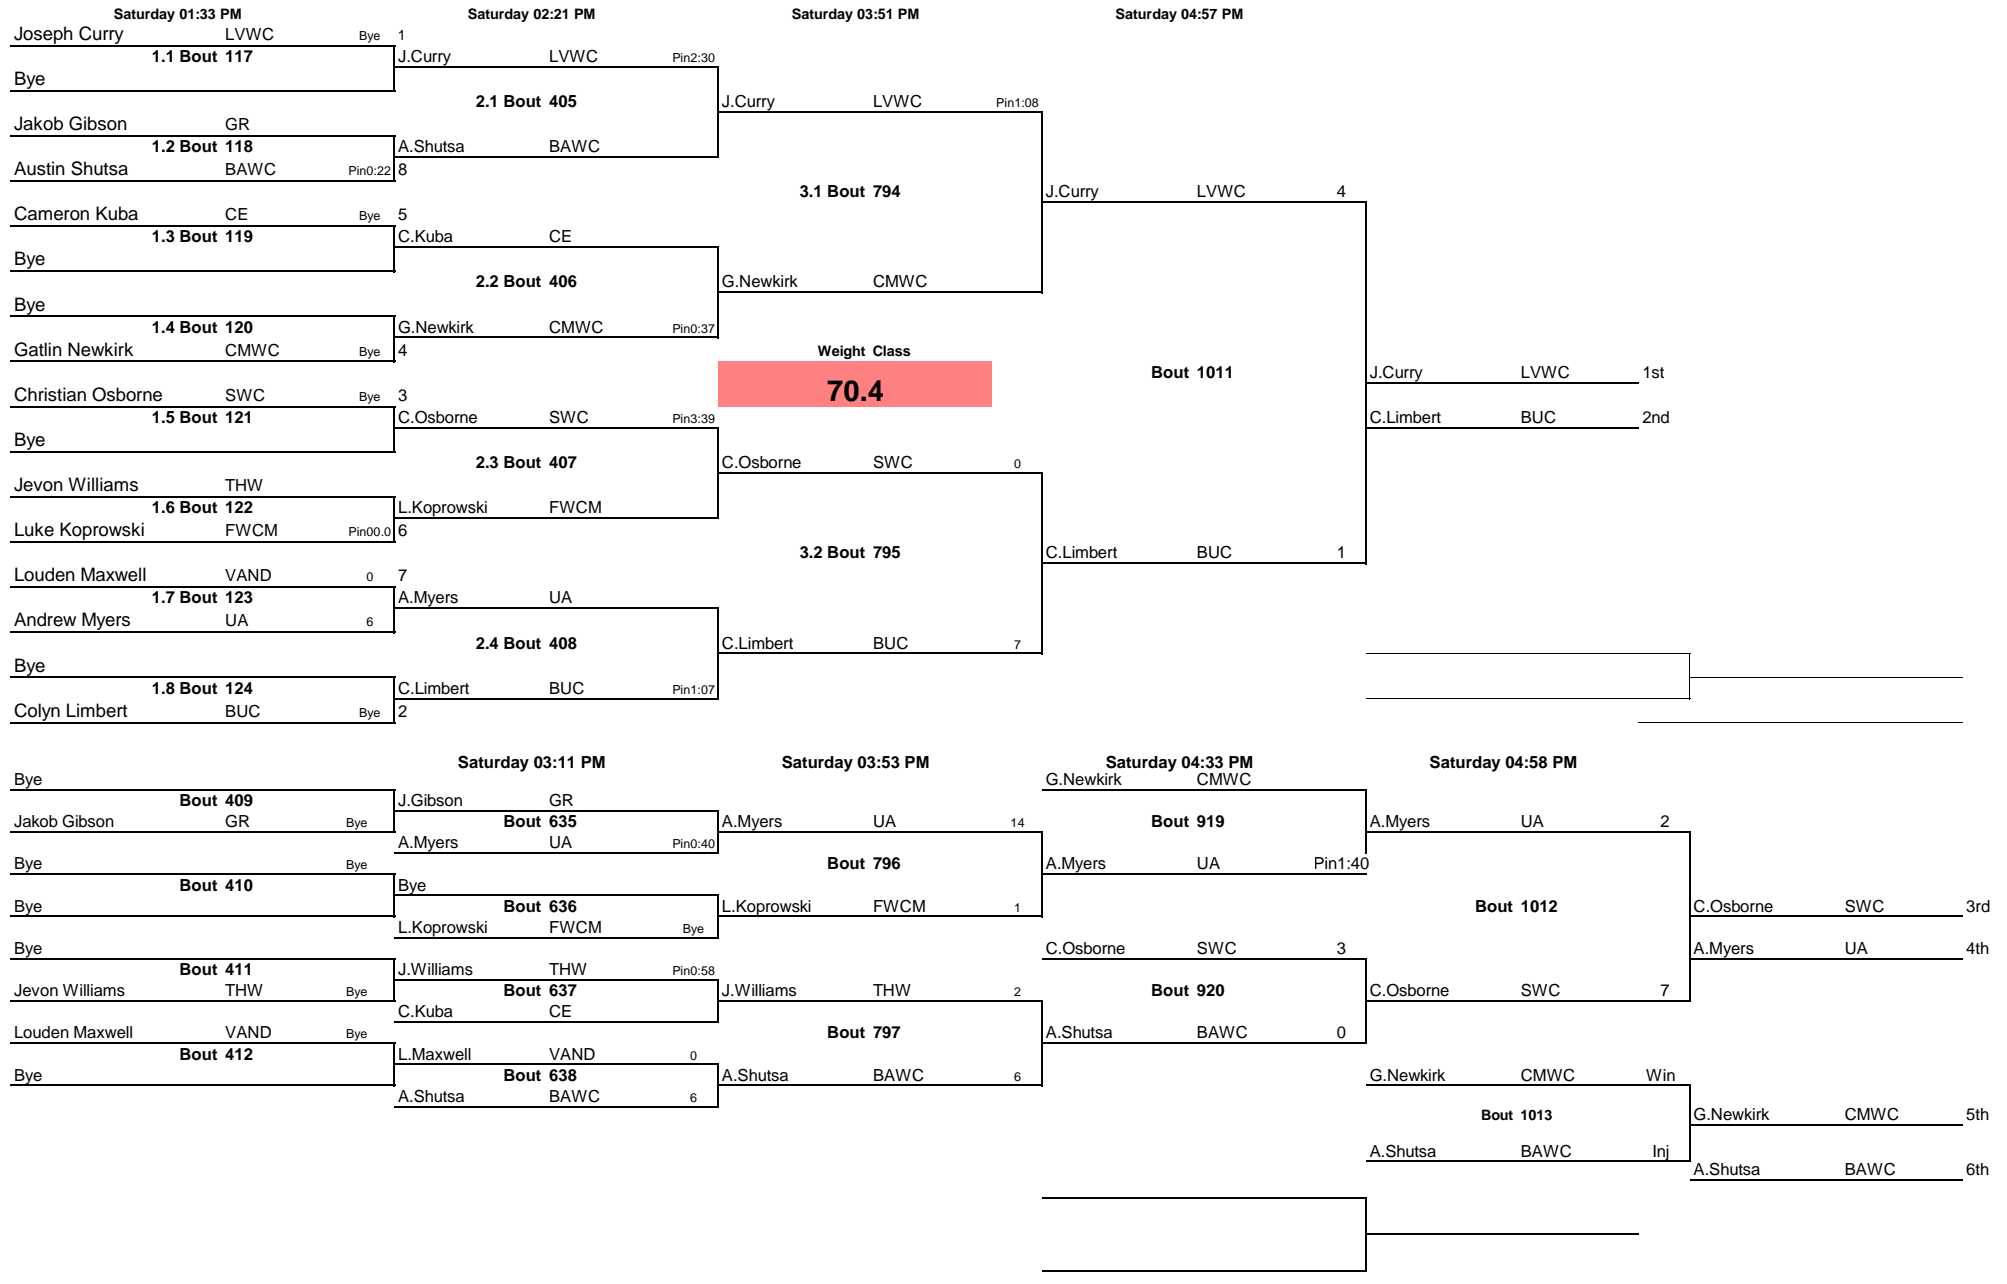 Saturday 01:33 PM Saturday 02:21 PM Saturday 03:51 PM Saturday 04:57 PM
Joseph Curry LVWC Bye 1
1.1 Bout 117 J.Curry LVWC Pin2:30
Bye
2.1 Bout 405 J.Curry LVWC Pin1:08
Jakob Gibson GR
1.2 Bout 118 A.Shutsa BAWC
Austin Shutsa BAWC Pin0:22 8
3.1 Bout 794 J.Curry LVWC 4
Cameron Kuba CE Bye 5
1.3 Bout 119 C.Kuba CE
Bye
2.2 Bout 406 G.Newkirk CMWC
Bye
1.4 Bout 120 G.Newkirk CMWC Pin0:37
Gatlin Newkirk CMWC Bye 4 Weight Class
Bout 1011 J.Curry LVWC 1st
70.4
Christian Osborne SWC Bye 3
1.5 Bout 121 C.Osborne SWC Pin3:39 C.Limbert BUC 2nd
Bye
2.3 Bout 407 C.Osborne SWC 0
Jevon Williams THW
1.6 Bout 122 L.Koprowski FWCM
Luke Koprowski FWCM Pin00.0 6
3.2 Bout 795 C.Limbert BUC 1
Louden Maxwell VAND 0 7
1.7 Bout 123 A.Myers UA
Andrew Myers UA 6
2.4 Bout 408 C.Limbert BUC 7
Bye
1.8 Bout 124 C.Limbert BUC Pin1:07
Colyn Limbert BUC Bye 2
Saturday 03:11 PM Saturday 03:53 PM Saturday 04:33 PM Saturday 04:58 PM
Bye G.Newkirk CMWC
Bout 409 J.Gibson GR
Jakob Gibson GR Bye Bout 635 A.Myers UA 14 Bout 919 A.Myers UA 2
A.Myers UA Pin0:40
Bye Bye Bout 796 A.Myers UA Pin1:40
Bout 410 Bye
Bye Bout 636 L.Koprowski FWCM 1 Bout 1012 C.Osborne SWC 3rd
L.Koprowski FWCM Bye
Bye C.Osborne SWC 3 A.Myers UA 4th
Bout 411 J.Williams THW Pin0:58
Jevon Williams THW Bye Bout 637 J.Williams THW 2 Bout 920 C.Osborne SWC 7
C.Kuba CE
Louden Maxwell VAND Bye Bout 797 A.Shutsa BAWC 0
Bout 412 L.Maxwell VAND 0
Bye Bout 638 A.Shutsa BAWC 6 G.Newkirk CMWC Win
A.Shutsa BAWC 6
Bout 1013 G.Newkirk CMWC 5th
A.Shutsa BAWC Inj
A.Shutsa BAWC 6th